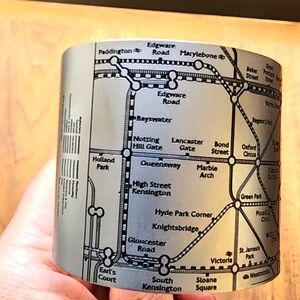 Edgware
Road
Paddington
Marylebone
Edgware
Road
Bayswater
Regent's Park
Notting
Hill Gate
Lancaster
Gate
Bond
Street
Oxford
Circus
Holland
Park
Queensway
Marble
Arch
High Street
Kensington
Green Park
Hyde Park Corner
Knightsbridge
Gloucester
Road
Victoria
St. James's
Park
Earl's
Court
South
Kensington
Sloane
Square